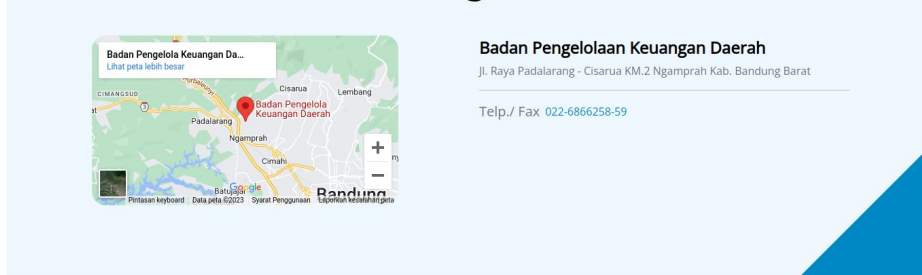 Badan Pengelola Keuangan Da...
Lihat peta lebih besar
CIMANGSUD
Cisarua
Lembang
Badan Pengelola
Keuangan Daerah
Padalarang
Ngamprah
Cimahi
Batujajar
Google
Bandung
Pintasan keyboard Data peta ©2023 Syarat Penggunaan Laporkan kesalahan peta
Badan Pengelolaan Keuangan Daerah
Jl. Raya Padalarang - Cisarua KM.2 Ngamprah Kab. Bandung Barat
Telp./ Fax 022-6866258-59